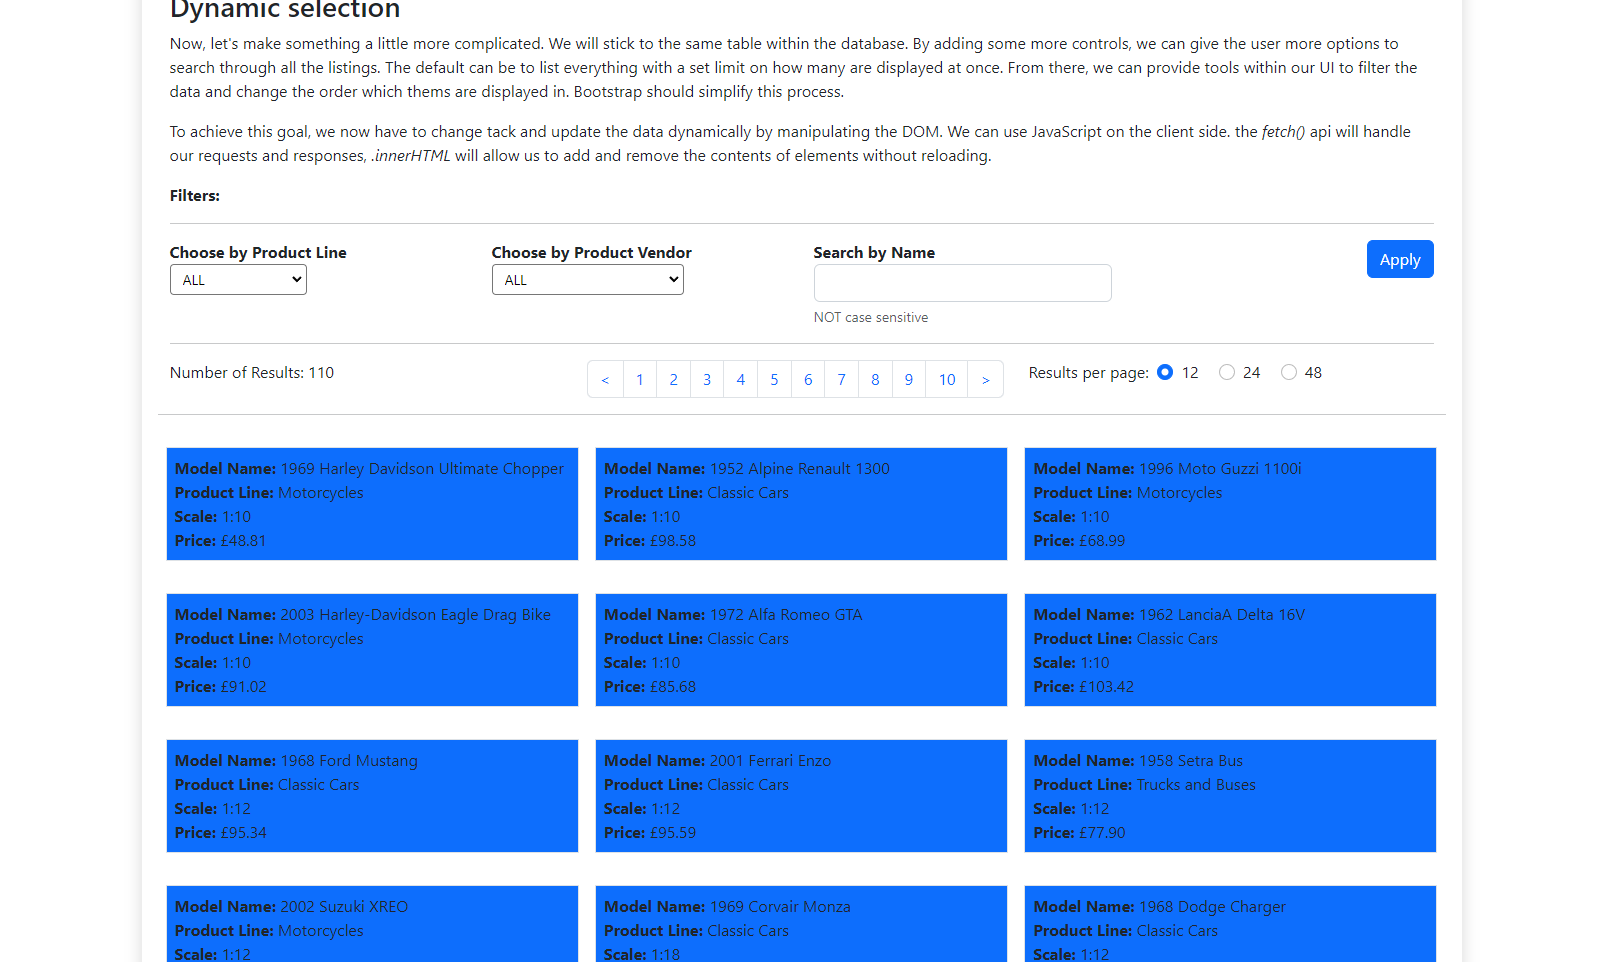 Dynamic selection
Now, let's make something a little more complicated. We will stick to the same table within the database. By adding some more controls, we can give the user more options to
search through all the listings. The default can be to list everything with a set limit on how many are displayed at once. From there, we can provide tools within our UI to filter the
data and change the order which thems are displayed in. Bootstrap should simplify this process.
To achieve this goal, we now have to change tack and update the data dynamically by manipulating the DOM. We can use JavaScript on the client side. the fetch() api will handle
our requests and responses, .innerHTML will allow us to add and remove the contents of elements without reloading.
Filters:
Choose by Product Line
ALL
Choose by Product Vendor
ALL
Search by Name
NOT case sensitive
Apply
Number of Results: 110
< 1 2 3 4 5 6 7 8 9 10 >
Results per page: 12 24 48
Model Name: 1969 Harley Davidson Ultimate Chopper
Product Line: Motorcycles
Scale: 1:10
Price: £48.81
Model Name: 1952 Alpine Renault 1300
Product Line: Classic Cars
Scale: 1:10
Price: £98.58
Model Name: 1996 Moto Guzzi 1100i
Product Line: Motorcycles
Scale: 1:10
Price: £68.99
Model Name: 2003 Harley-Davidson Eagle Drag Bike
Product Line: Motorcycles
Scale: 1:10
Price: £91.02
Model Name: 1972 Alfa Romeo GTA
Product Line: Classic Cars
Scale: 1:10
Price: £85.68
Model Name: 1962 LanciaA Delta 16V
Product Line: Classic Cars
Scale: 1:10
Price: £103.42
Model Name: 1968 Ford Mustang
Product Line: Classic Cars
Scale: 1:12
Price: £95.34
Model Name: 2001 Ferrari Enzo
Product Line: Classic Cars
Scale: 1:12
Price: £95.59
Model Name: 1958 Setra Bus
Product Line: Trucks and Buses
Scale: 1:12
Price: £77.90
Model Name: 2002 Suzuki XREO
Product Line: Motorcycles
Scale: 1:12
Model Name: 1969 Corvair Monza
Product Line: Classic Cars
Scale: 1:18
Model Name: 1968 Dodge Charger
Product Line: Classic Cars
Scale: 1:12